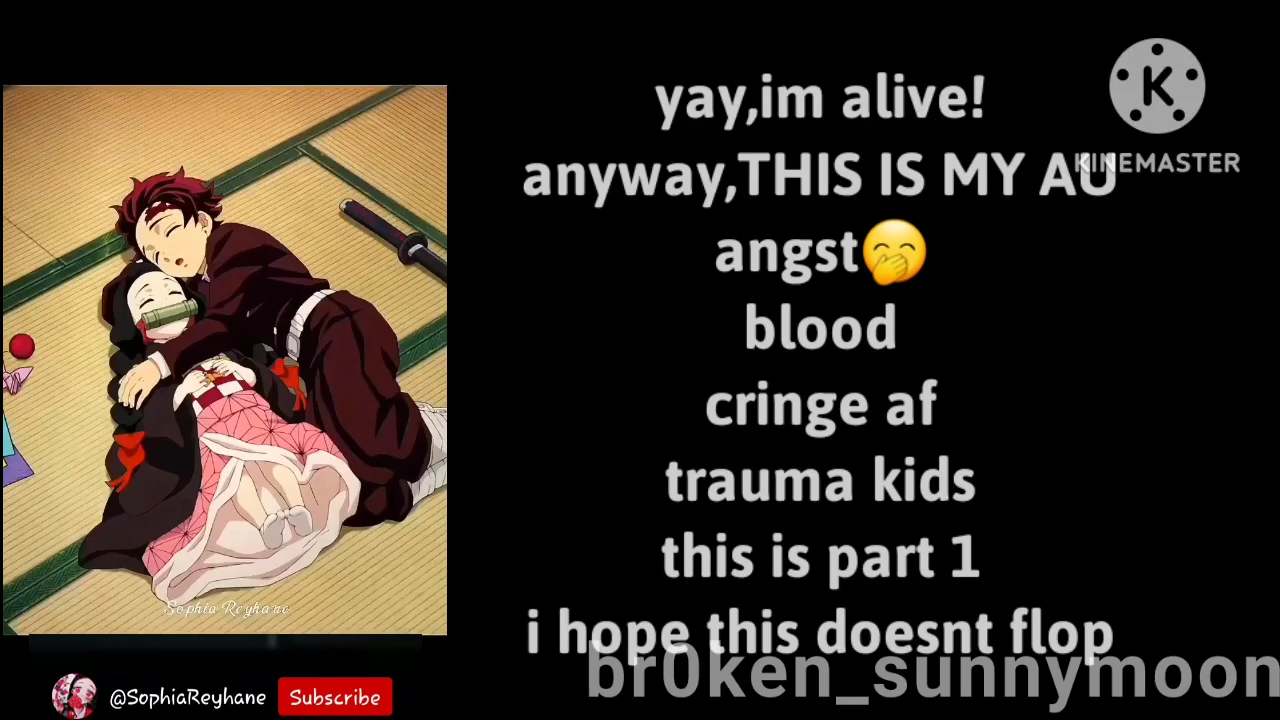 yay,im alive!
anyway,THIS IS MY AU
angst🤭
blood
cringe af
trauma kids
this is part 1
i hope this doesnt flop
K
KINEMASTER
br0ken_sunnymoon
Sophia Reyhane
@SophiaReyhane
Subscribe